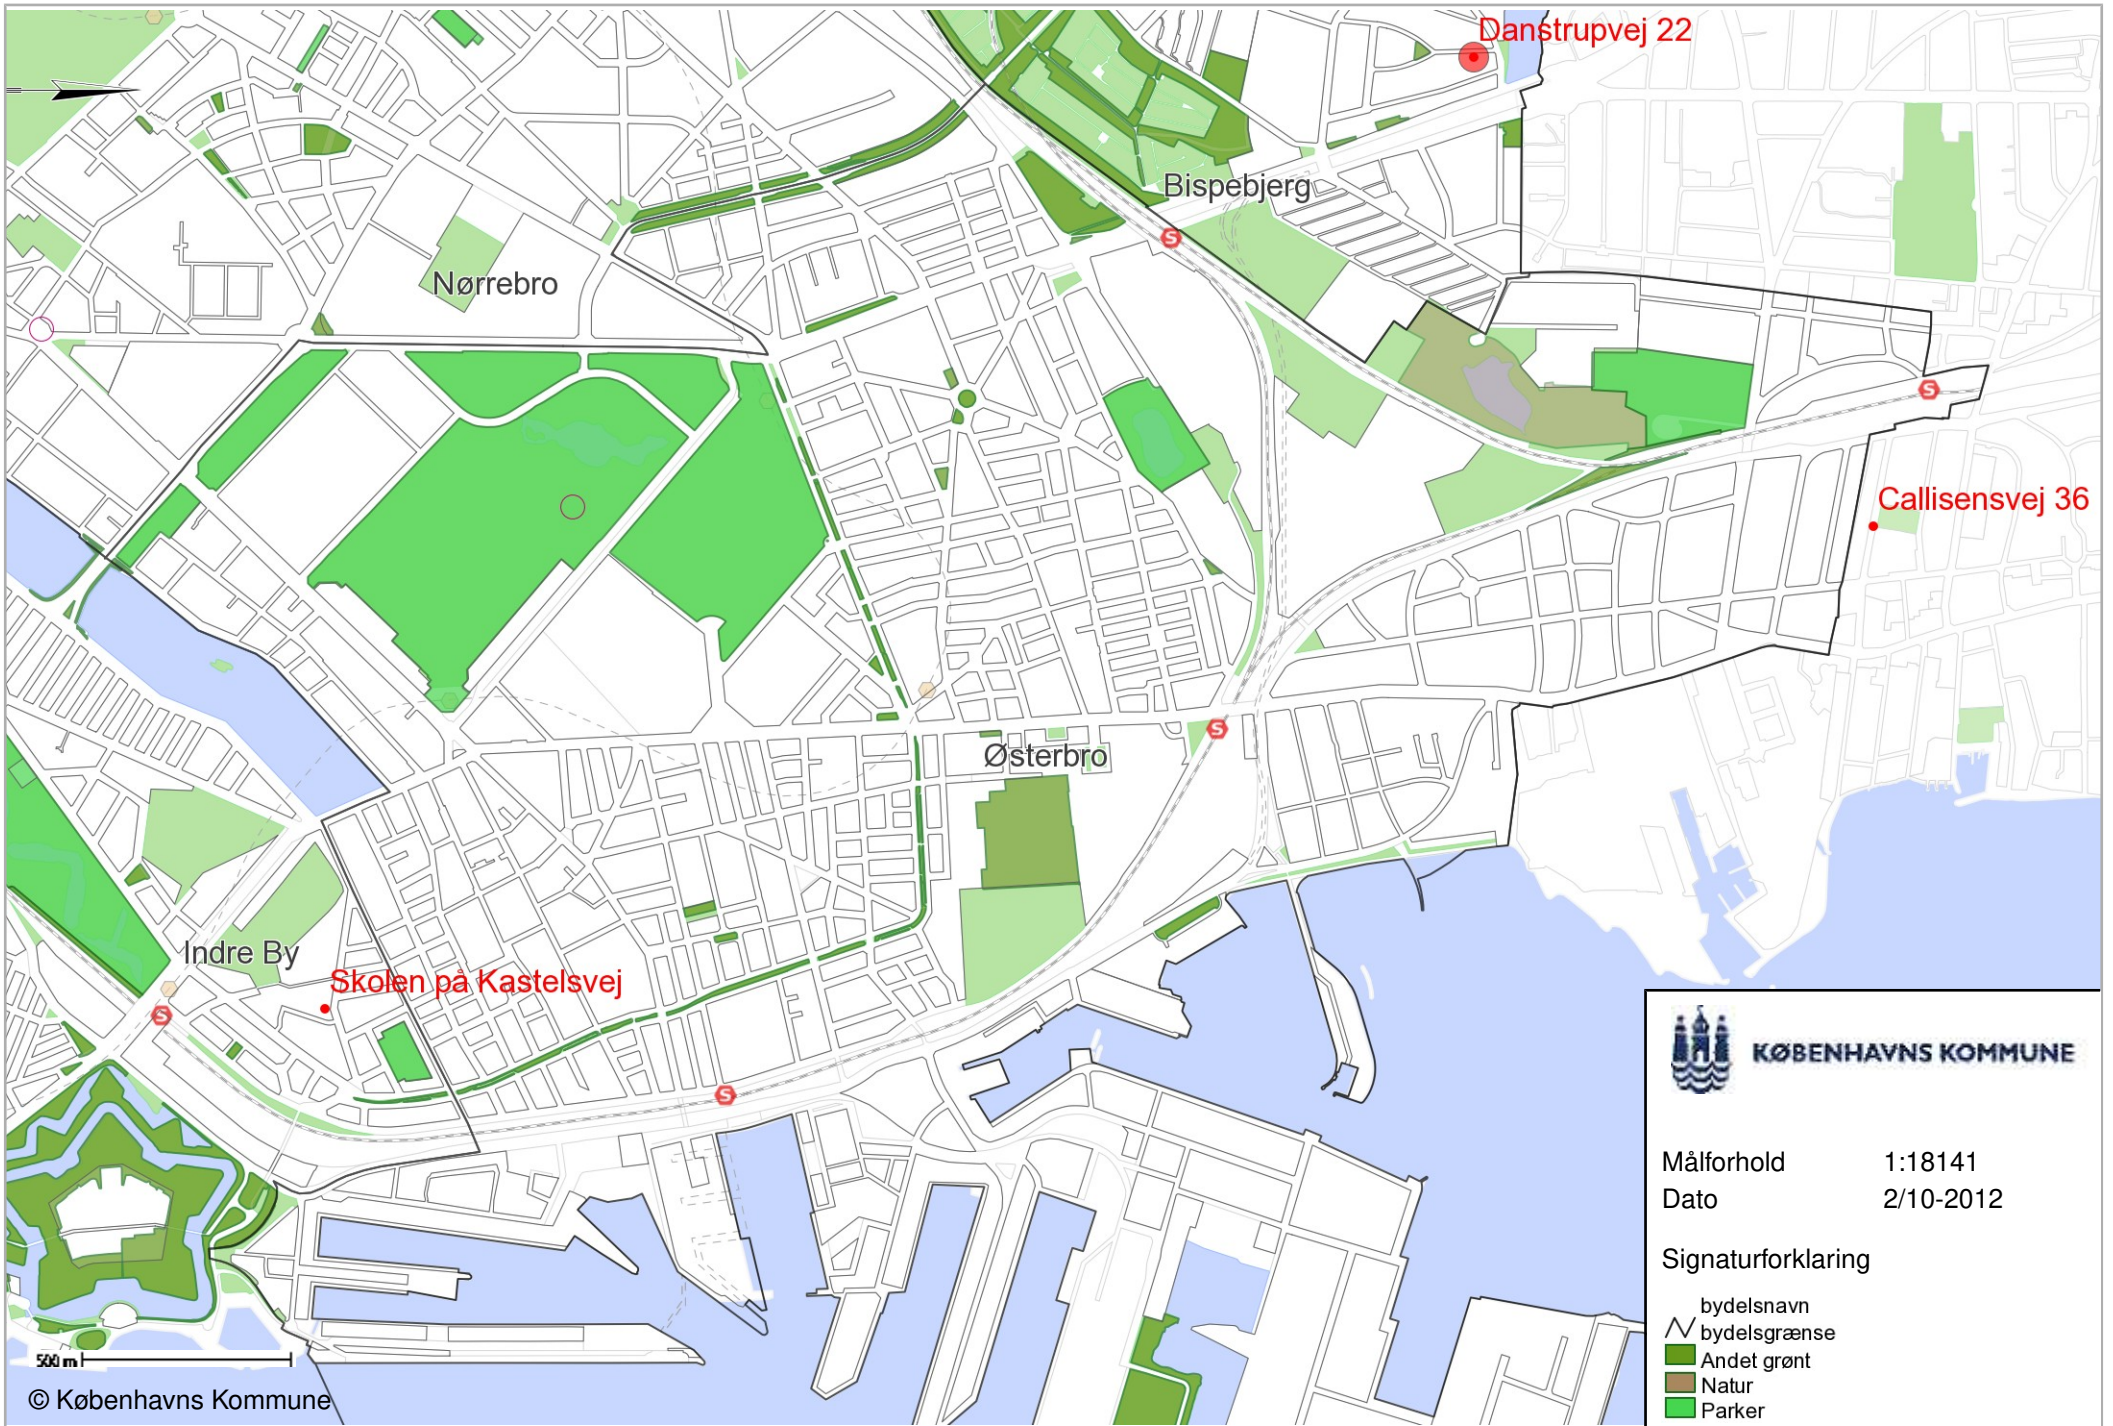 Danstrupvej 22
Bispebjerg
S
Nørrebro
S
Callisensvej 36
S
Østerbro
Indre By
Skolen på Kastelsvej
S
S
KØBENHAVNS KOMMUNE
Målforhold 1:18141
Dato 2/10-2012
Signaturforklaring
bydelsnavn
bydelsgrænse
Andet grønt
Natur
Parker
500 m
© Københavns Kommune